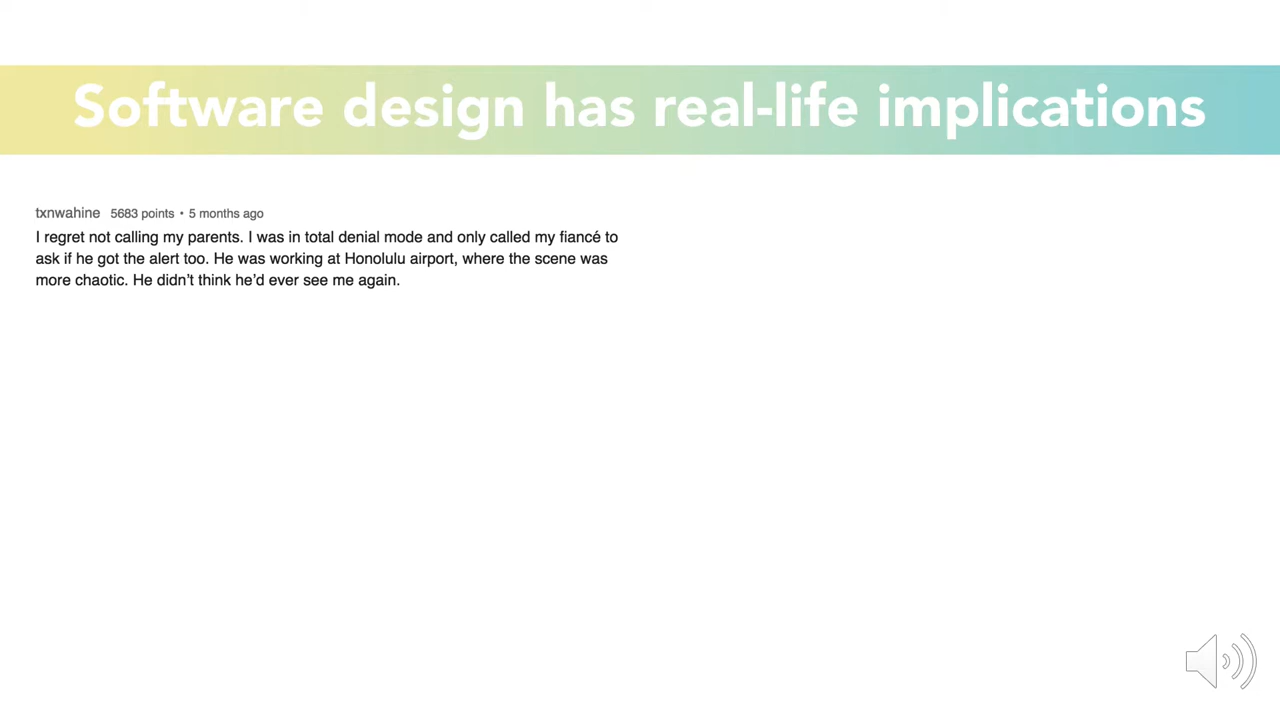 Software design has real-life implications
txnwahine 5683 points • 5 months ago
I regret not calling my parents. I was in total denial mode and only called my fiancé to
ask if he got the alert too. He was working at Honolulu airport, where the scene was
more chaotic. He didn’t think he’d ever see me again.